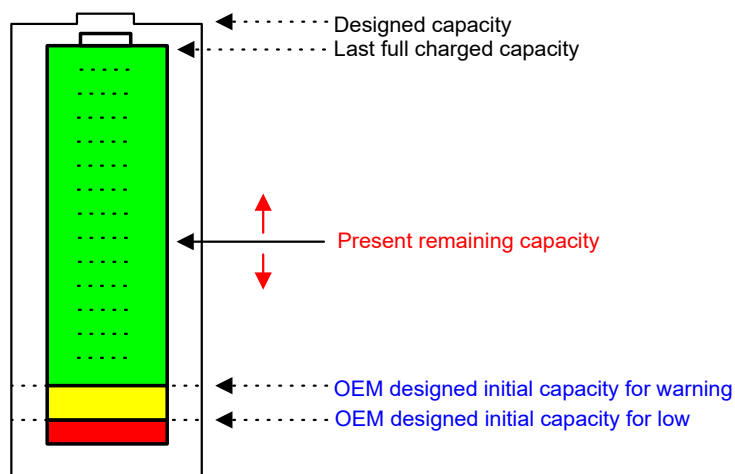 Designed capacity
Last full charged capacity
Present remaining capacity
OEM designed initial capacity for warning
OEM designed initial capacity for low